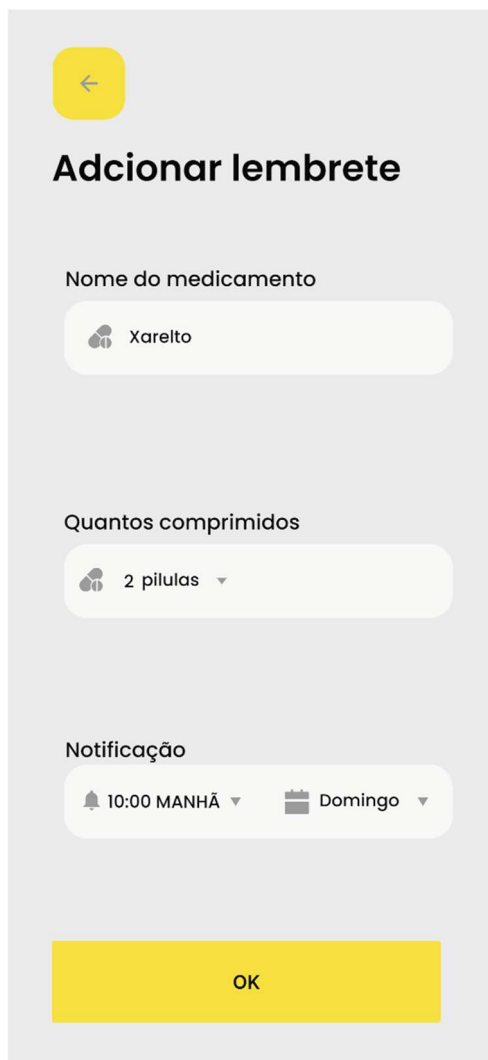 Adcionar lembrete
Nome do medicamento
Xarelto
Quantos comprimidos
2 pilulas
Notificação
10:00 MANHÃ Domingo
OK